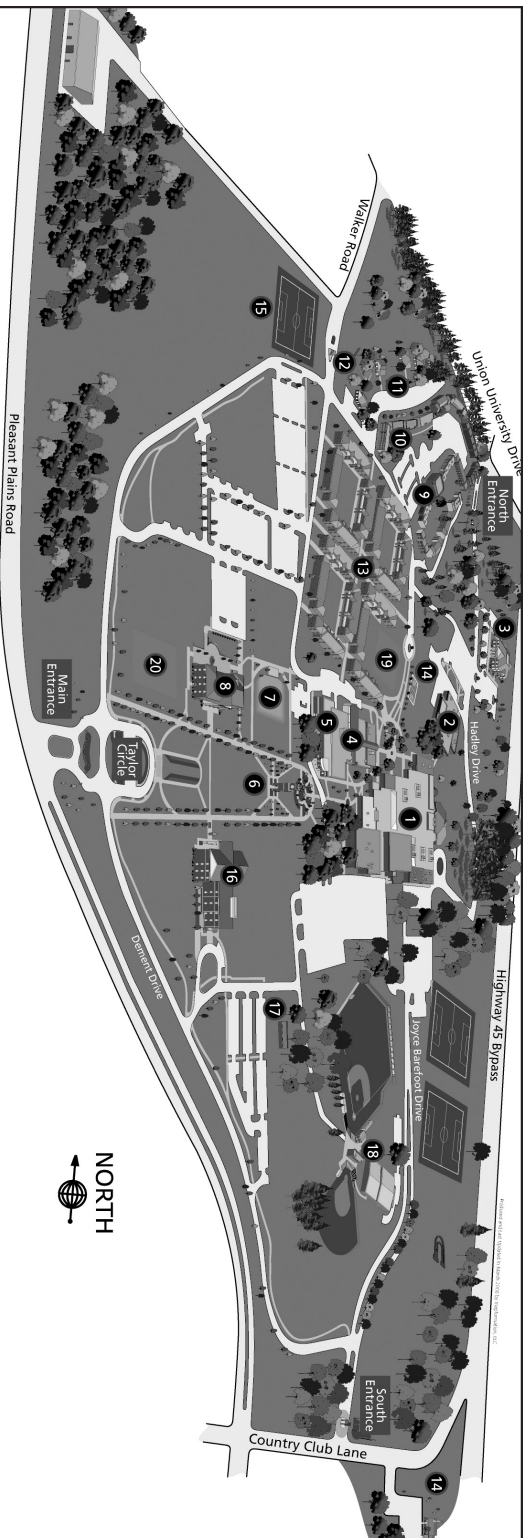 Walker Road
Union University Drive
North
Entrance
15
12
11
10
9
13
3
14
2
Hadley Drive
19
20
8
7
5
4
6
1
Pleasant Plains Road
Main
Entrance
Taylor
Circle
16
Dement Drive
17
18
Joyce Barefoot Drive
Highway 45 Bypass
NORTH
South
Entrance
Country Club Lane
14